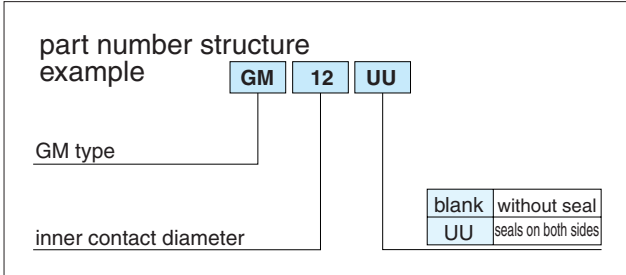 part number structure
example GM 12 UU
GM type
blank without seal
UU seals on both sides
inner contact diameter